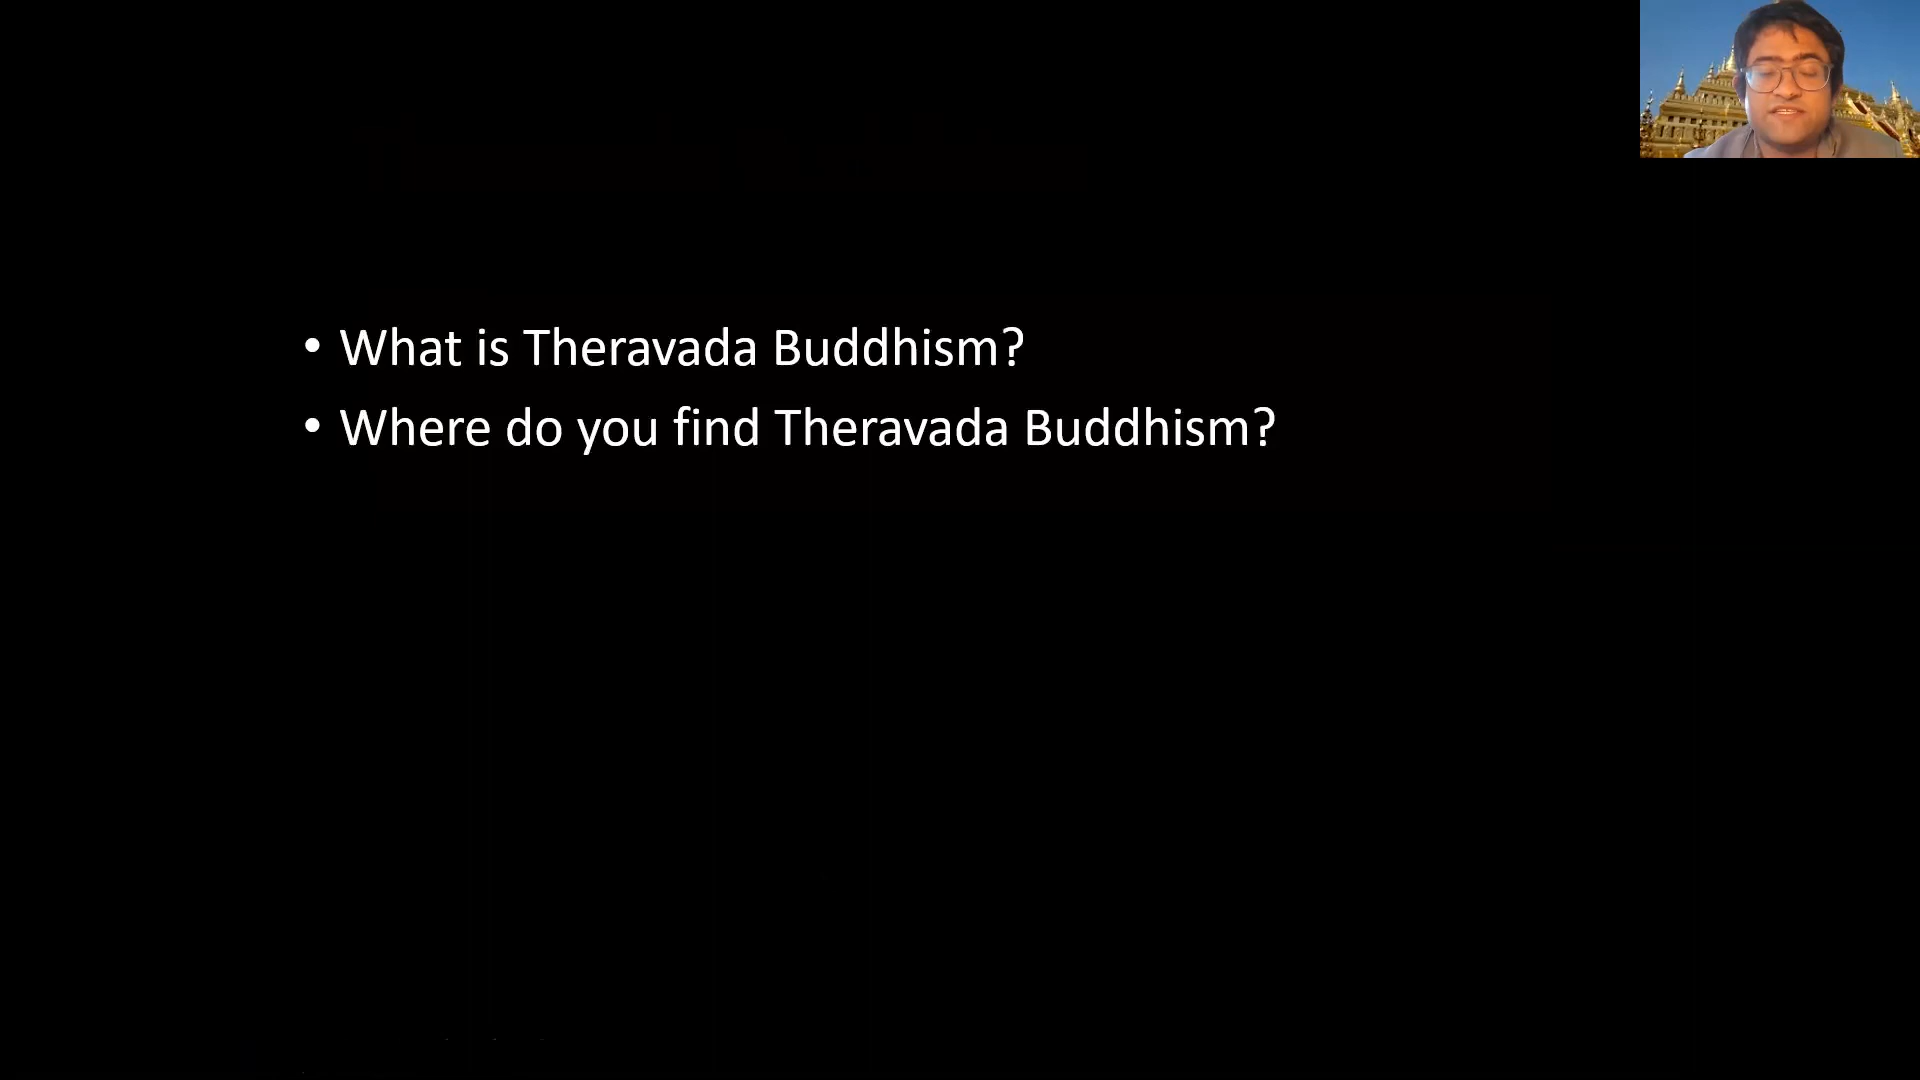 • What is Theravada Buddhism?
• Where do you find Theravada Buddhism?